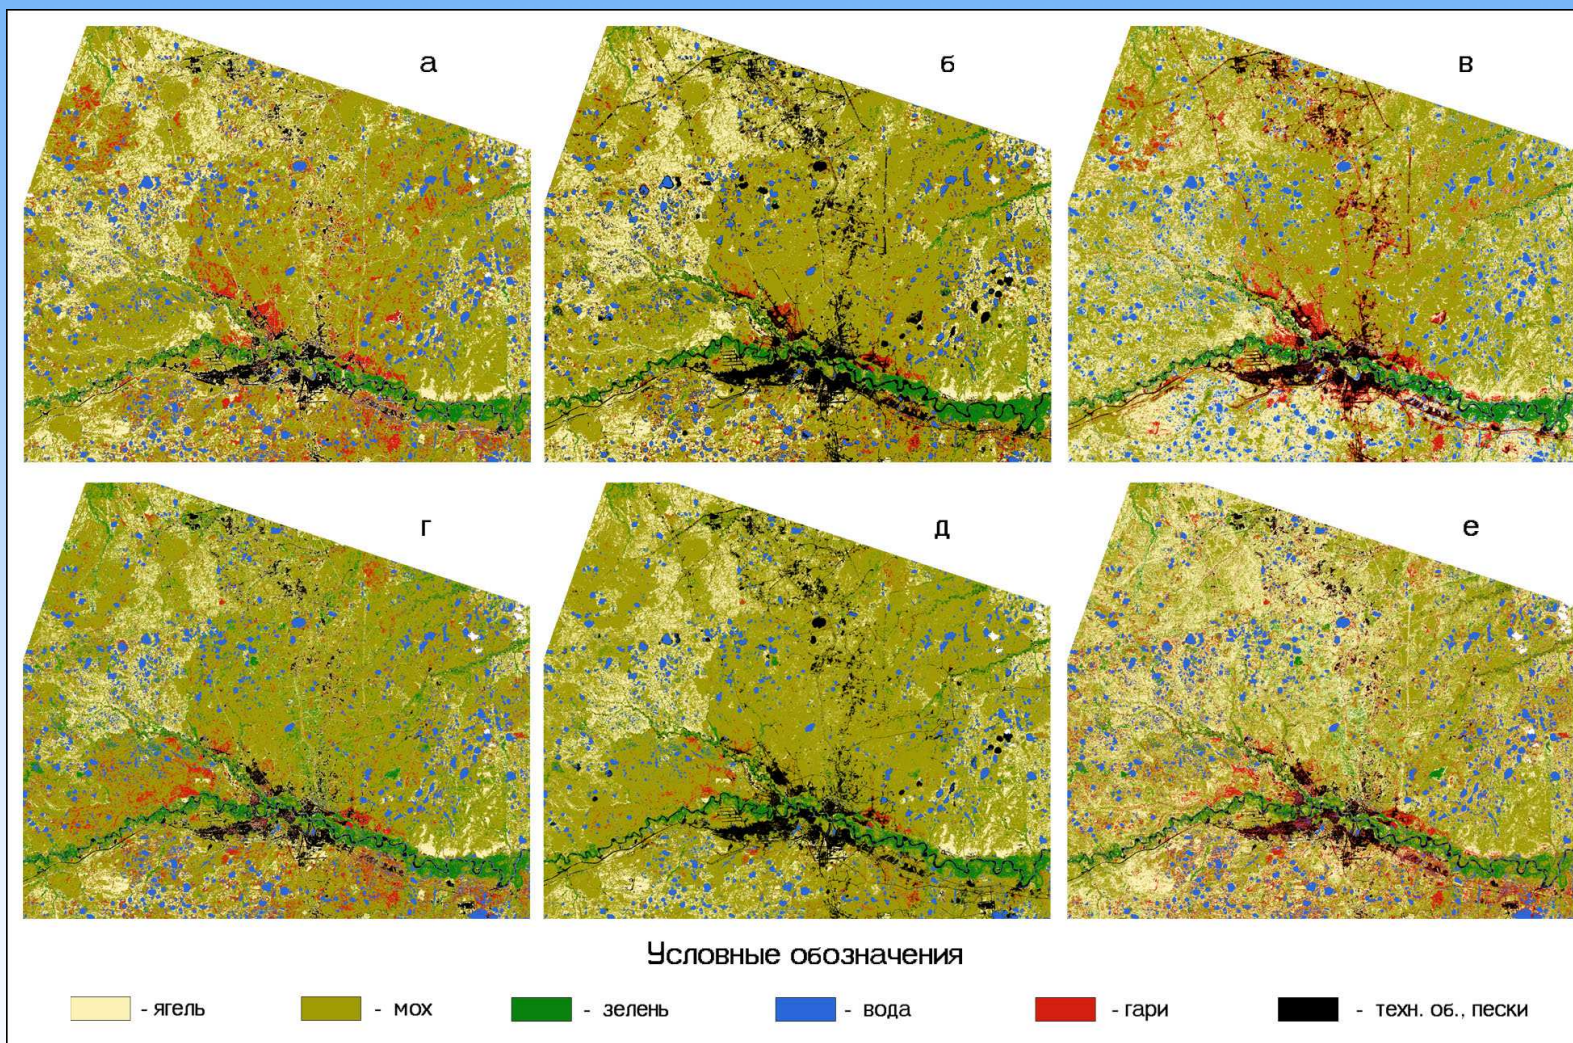 а
б
в
г
д
е
Условные обозначения
- ягель
- мох
- зелень
- вода
- гари
- техн. об., пески